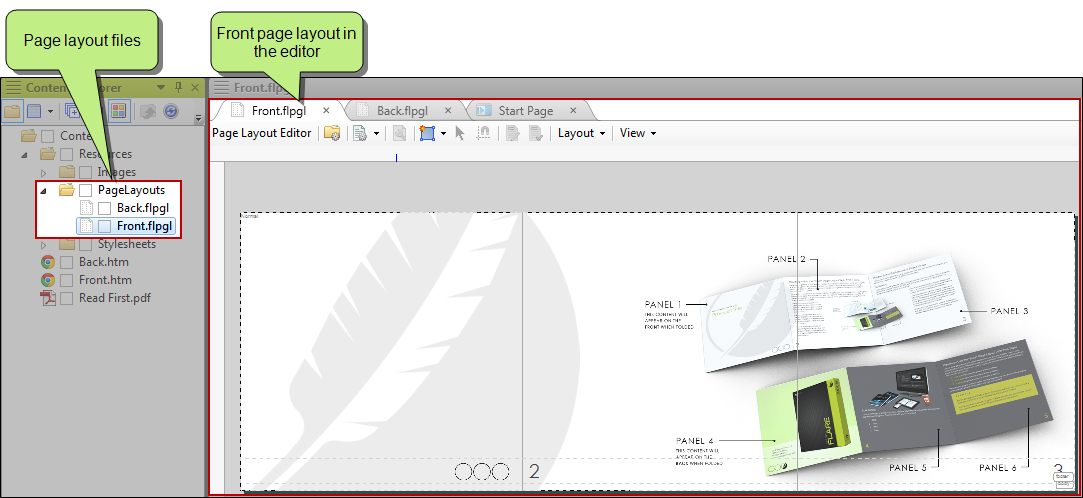 Page layout files
Front page layout in
the editor
Content Explorer
Front.flpgl
Front.flpgl
Back.flpgl
Start Page
Page Layout Editor
Layout
View
Content
Resources
Images
PageLayouts
Back.flpgl
Front.flpgl
Stylesheets
Back.htm
Front.htm
Read First.pdf
Normal
PANEL 2
PANEL 1
THIS CONTENT WILL
APPEAR ON THE
FRONT WHEN FOLDED
PANEL 3
FLARE
PANEL 4
THIS CONTENT WILL
APPEAR ON THE
BACK WHEN FOLDED
PANEL 5
PANEL 6
2
3
footer
body